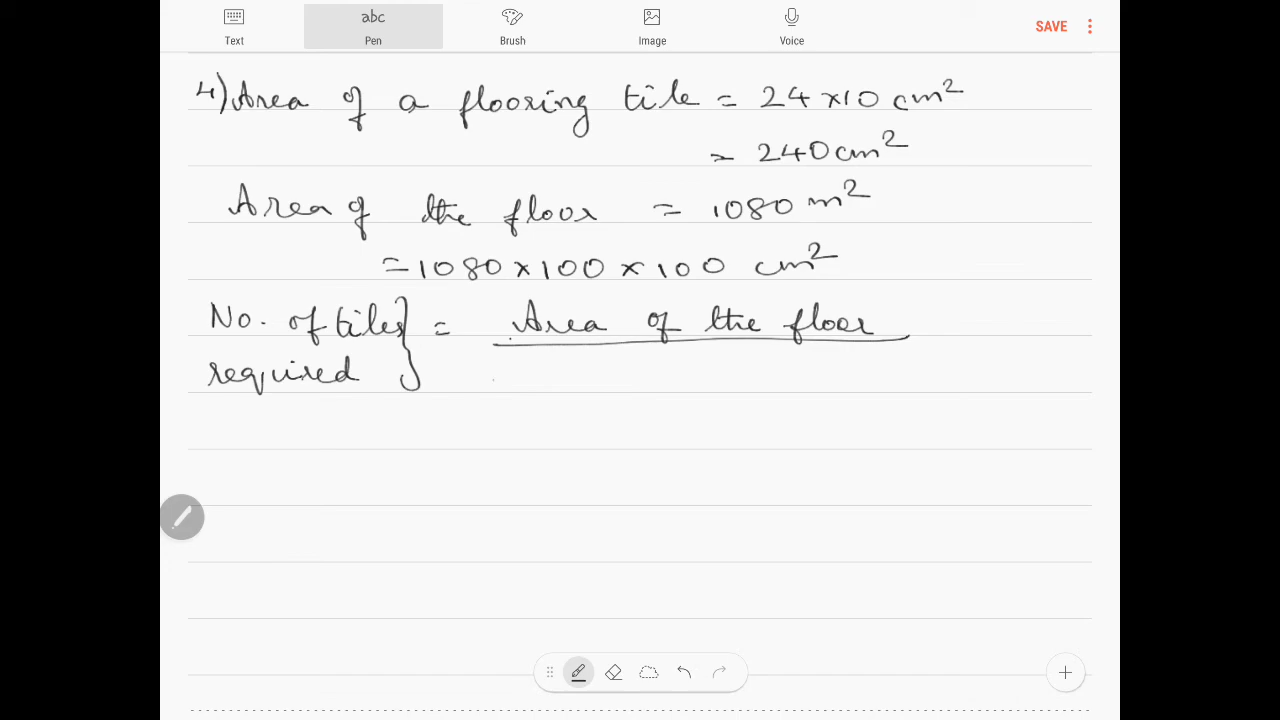 Text
abc
Pen
Brush
Image
Voice
SAVE
4) Area of a flooring tile = 24 x10 cm²
= 240 cm²
Area of the floor = 1080 m²
= 1080 x 100 x 100 cm²
No. of tiles } = Area of the floor
required